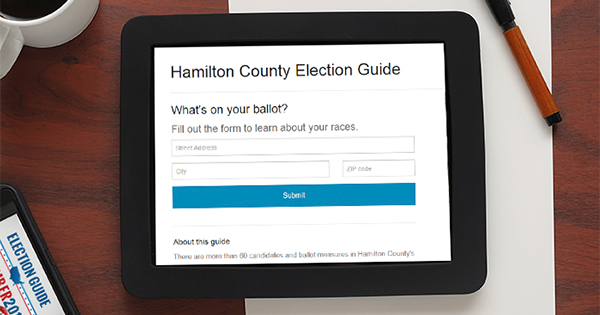 Hamilton County Election Guide
What's on your ballot?
Fill out the form to learn about your races.
Street Address
City
ZIP code
Submit
About this guide
There are more than 60 candidates and ballot measures in Hamilton County's
ELECTION GUIDE